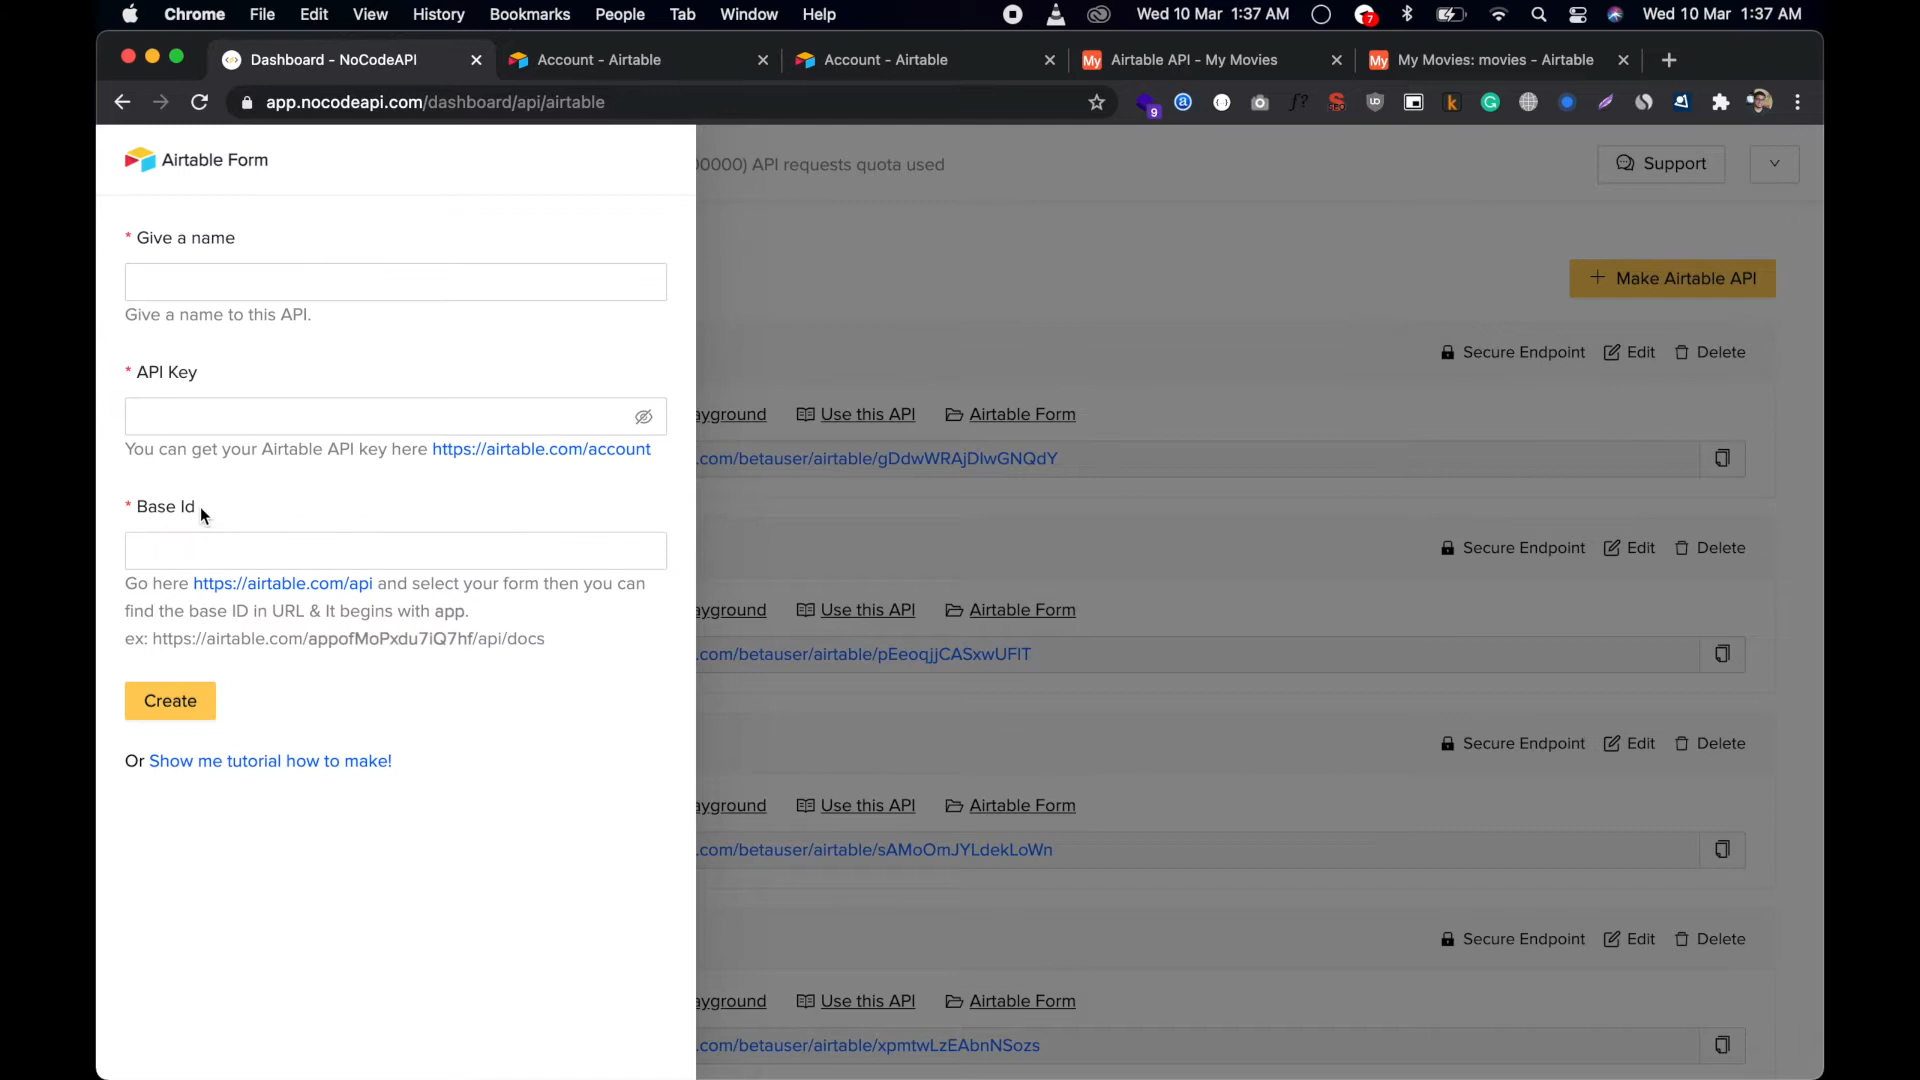 Chrome File Edit View History Bookmarks People Tab Window Help 7 Wed 10 Mar 1:37 AM Wed 10 Mar 1:37 AM
Dashboard - NoCodeAPI Account - Airtable Account - Airtable My Airtable API - My Movies My My Movies: movies - Airtable
app.nocodeapi.com/dashboard/api/airtable 9 f? SEO
Airtable Form
00000) API requests quota used
Support
* Give a name
Give a name to this API.
Make Airtable API
* API Key
You can get your Airtable API key here https://airtable.com/account
* Base Id
Go here https://airtable.com/api and select your form then you can
find the base ID in URL & It begins with app.
ex: https://airtable.com/appofMoPxdu7iQ7hf/api/docs
Create
Or Show me tutorial how to make!
Secure Endpoint Edit Delete
ayground Use this API Airtable Form
.com/betauser/airtable/gDdwWRAjDIwGNQdY
Secure Endpoint Edit Delete
ayground Use this API Airtable Form
.com/betauser/airtable/pEeoqjjCASxwUFIT
Secure Endpoint Edit Delete
ayground Use this API Airtable Form
.com/betauser/airtable/sAMoOmJYLdekLoWn
Secure Endpoint Edit Delete
ayground Use this API Airtable Form
.com/betauser/airtable/xpmtwLzEAbnNSozs